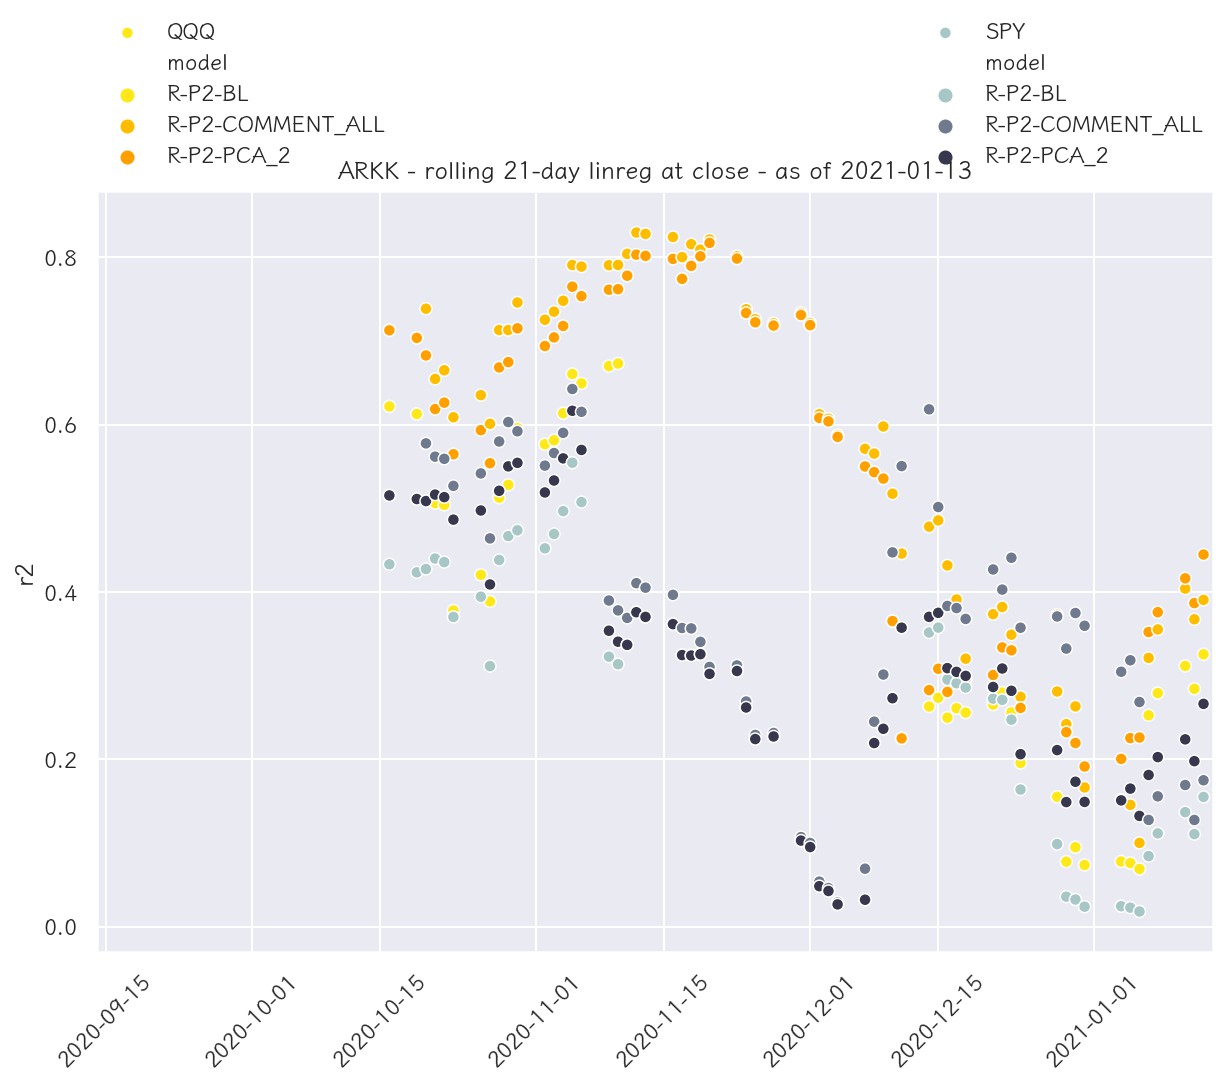 QQQ
model
R-P2-BL
R-P2-COMMENT_ALL
R-P2-PCA_2
SPY
model
R-P2-BL
R-P2-COMMENT_ALL
R-P2-PCA_2
ARKK - rolling 21-day linreg at close - as of 2021-01-13
r2
0.8
0.6
0.4
0.2
0.0
2020-09-15
2020-10-01
2020-10-15
2020-11-01
2020-11-15
2020-12-01
2020-12-15
2021-01-01